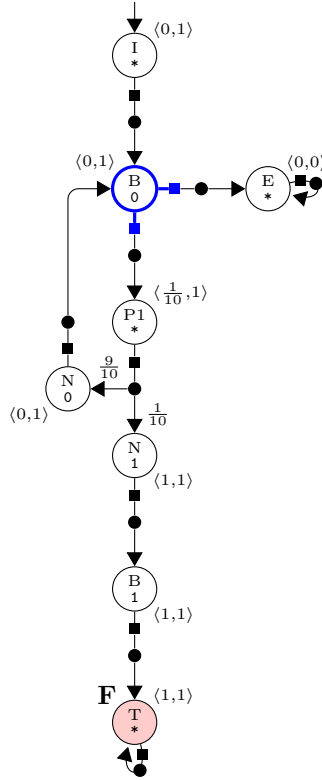 ⟨0,1⟩
I
*
⟨0,1⟩
B
0
⟨0,0⟩
E
*
⟨1/10,1⟩
P1
*
9/10
1/10
N
0
⟨0,1⟩
N
1
⟨1,1⟩
B
1
⟨1,1⟩
F
⟨1,1⟩
T
*